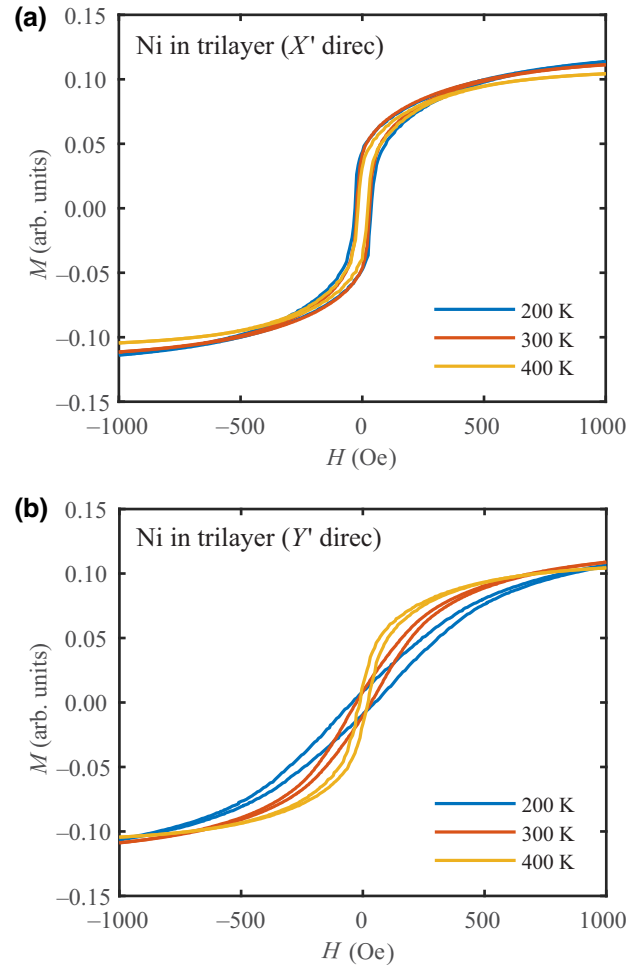 (a)
Ni in trilayer (X' direc)
0.15
0.10
0.05
0.00
−0.05
−0.10
−0.15
M (arb. units)
200 K
300 K
400 K
−1000
−500
0
500
1000
H (Oe)
(b)
Ni in trilayer (Y' direc)
0.15
0.10
0.05
0.00
−0.05
−0.10
−0.15
M (arb. units)
200 K
300 K
400 K
−1000
−500
0
500
1000
H (Oe)